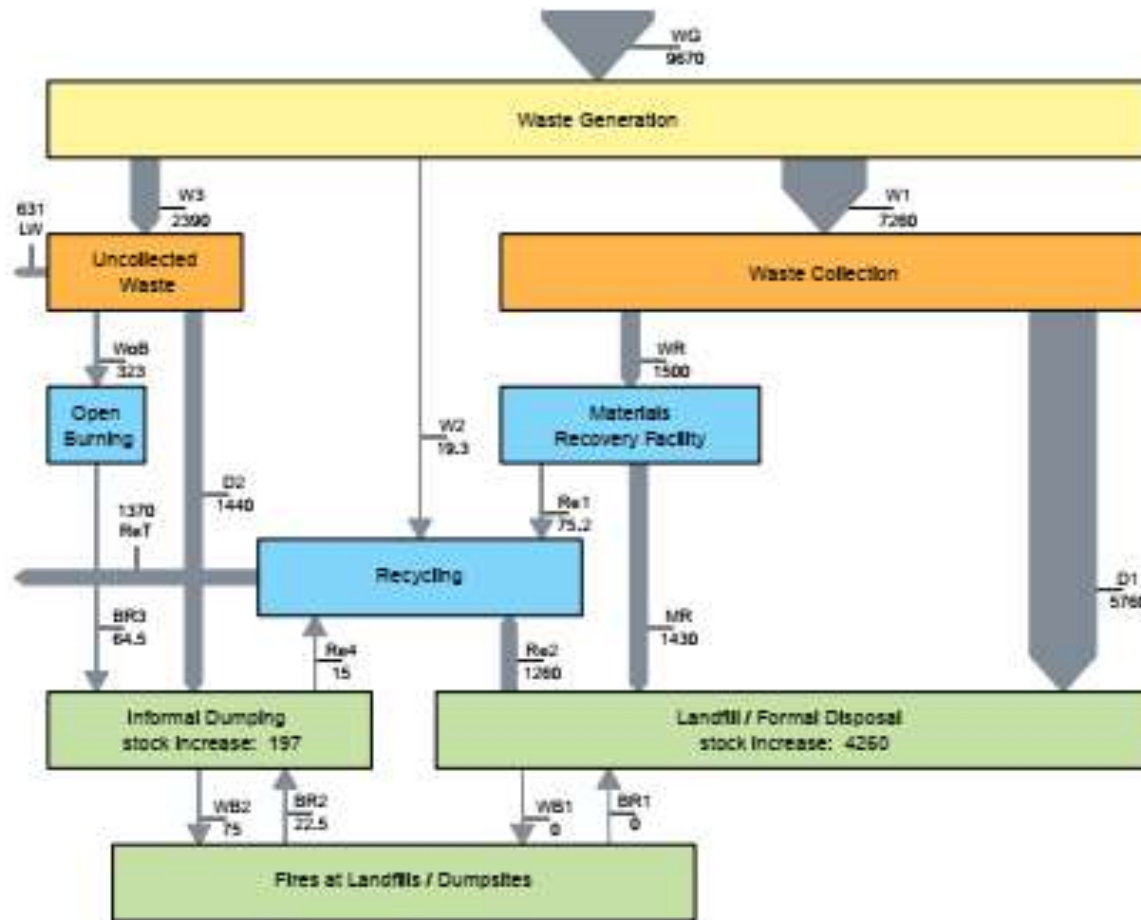 WG
9670
Waste Generation
W3
2390
W1
7260
631
LW
Uncollected
Waste
Waste Collection
WoB
323
WR
1500
Open
Burning
Materials
Recovery Facility
W2
19.3
D2
1440
Re1
75.2
1370
ReT
Recycling
D1
5760
BR3
64.5
Re4
15
Re2
1260
MR
1430
Informal Dumping
stock increase: 197
Landfill / Formal Disposal
stock increase: 4260
WB2
75
BR2
22.5
WB1
0
BR1
0
Fires at Landfills / Dumpsites